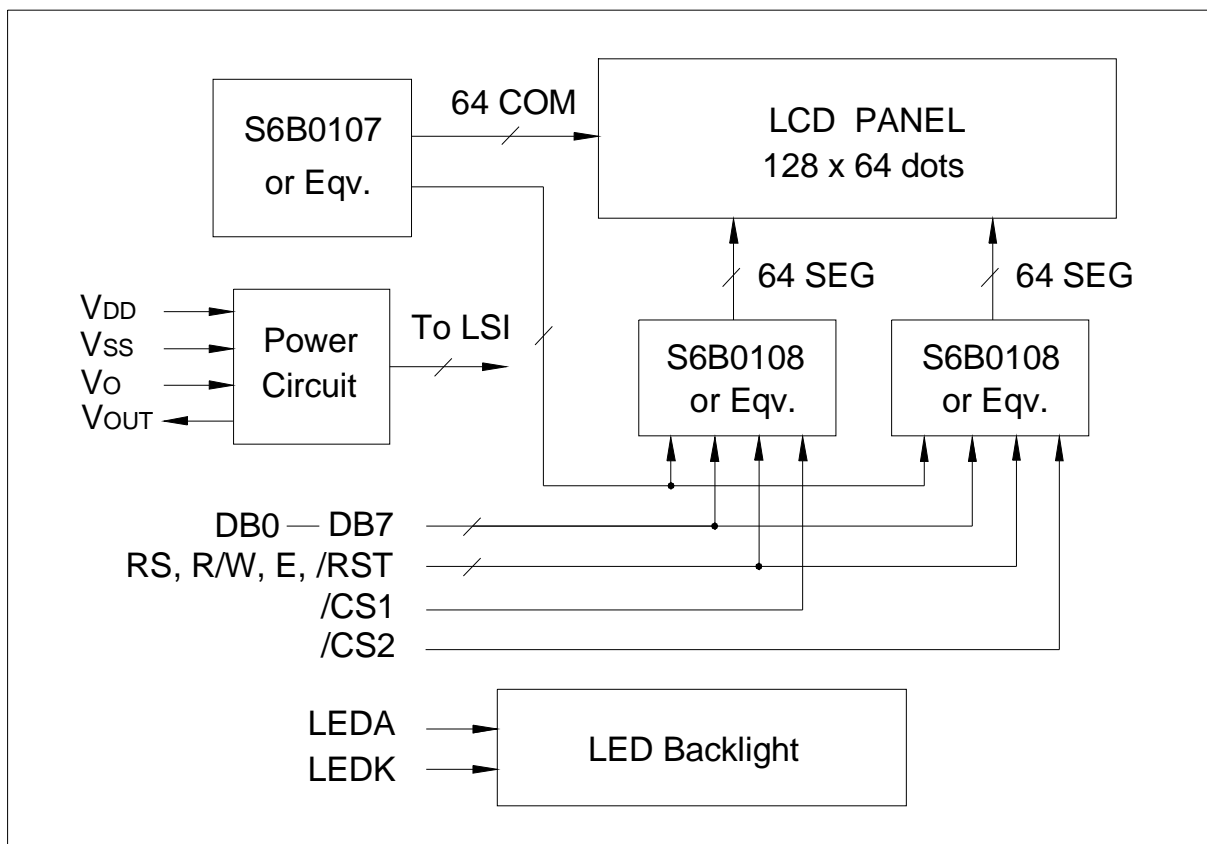 64 COM
S6B0107
or Eqv.
LCD PANEL
128 x 64 dots
64 SEG
64 SEG
VDD
VSS
VO
VOUT
Power
Circuit
To LSI
S6B0108
or Eqv.
S6B0108
or Eqv.
DB0 — DB7
RS, R/W, E, /RST
/CS1
/CS2
LEDA
LEDK
LED Backlight